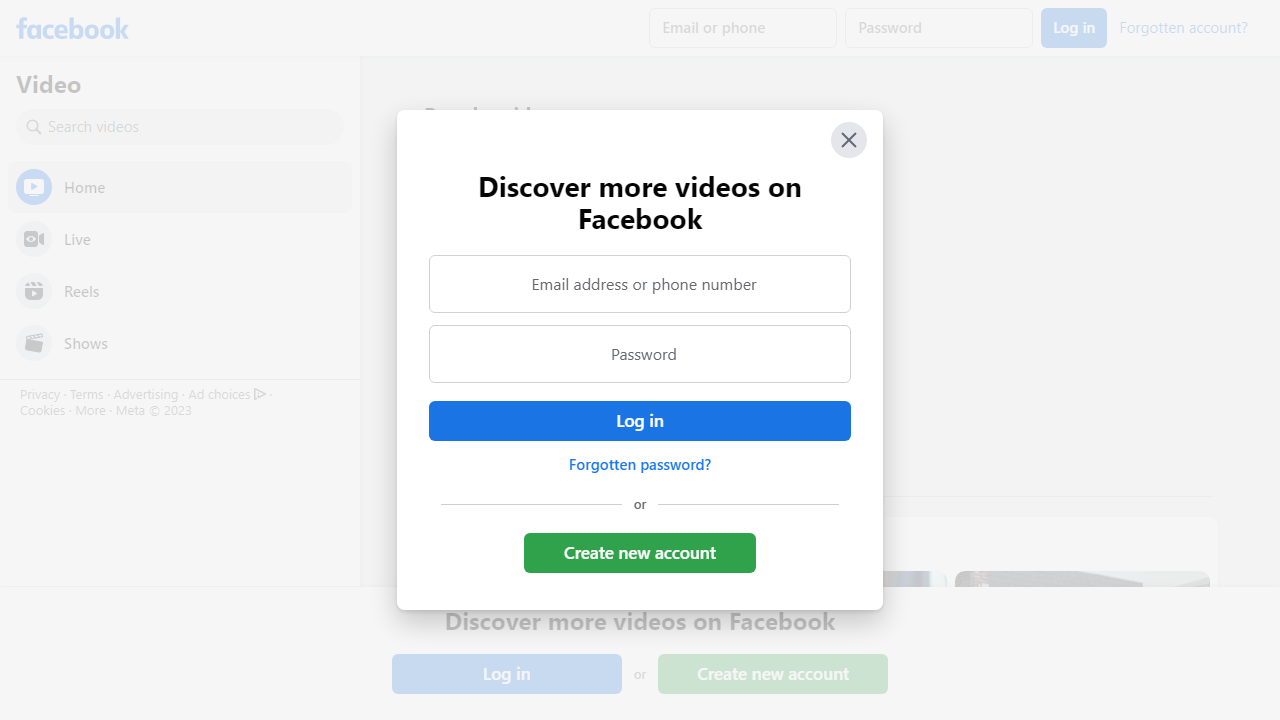 facebook
Email or phone
Password
Log in
Forgotten account?
Video
Search videos
Home
Live
Reels
Shows
Privacy · Terms · Advertising · Ad choices ·
Cookies · More · Meta © 2023
Discover more videos on
Facebook
Email address or phone number
Password
Log in
Forgotten password?
or
Create new account
Discover more videos on Facebook
Log in
or
Create new account